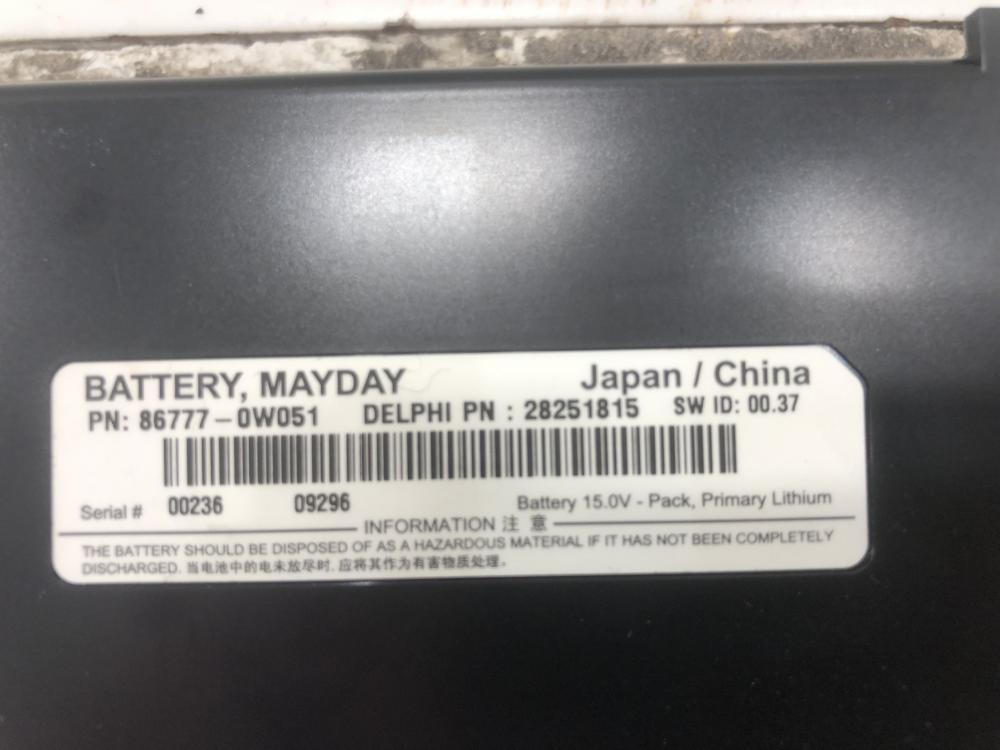 BATTERY, MAYDAY Japan / China
PN: 86777-0W051 DELPHI PN : 28251815 SW ID: 00.37
Serial # 00236 09296 Battery 15.0V - Pack, Primary Lithium
INFORMATION 注 意
THE BATTERY SHOULD BE DISPOSED OF AS A HAZARDOUS MATERIAL IF IT HAS NOT BEEN COMPLETELY
DISCHARGED. 当电池中的电未放尽时, 应将其作为有害物质处理。